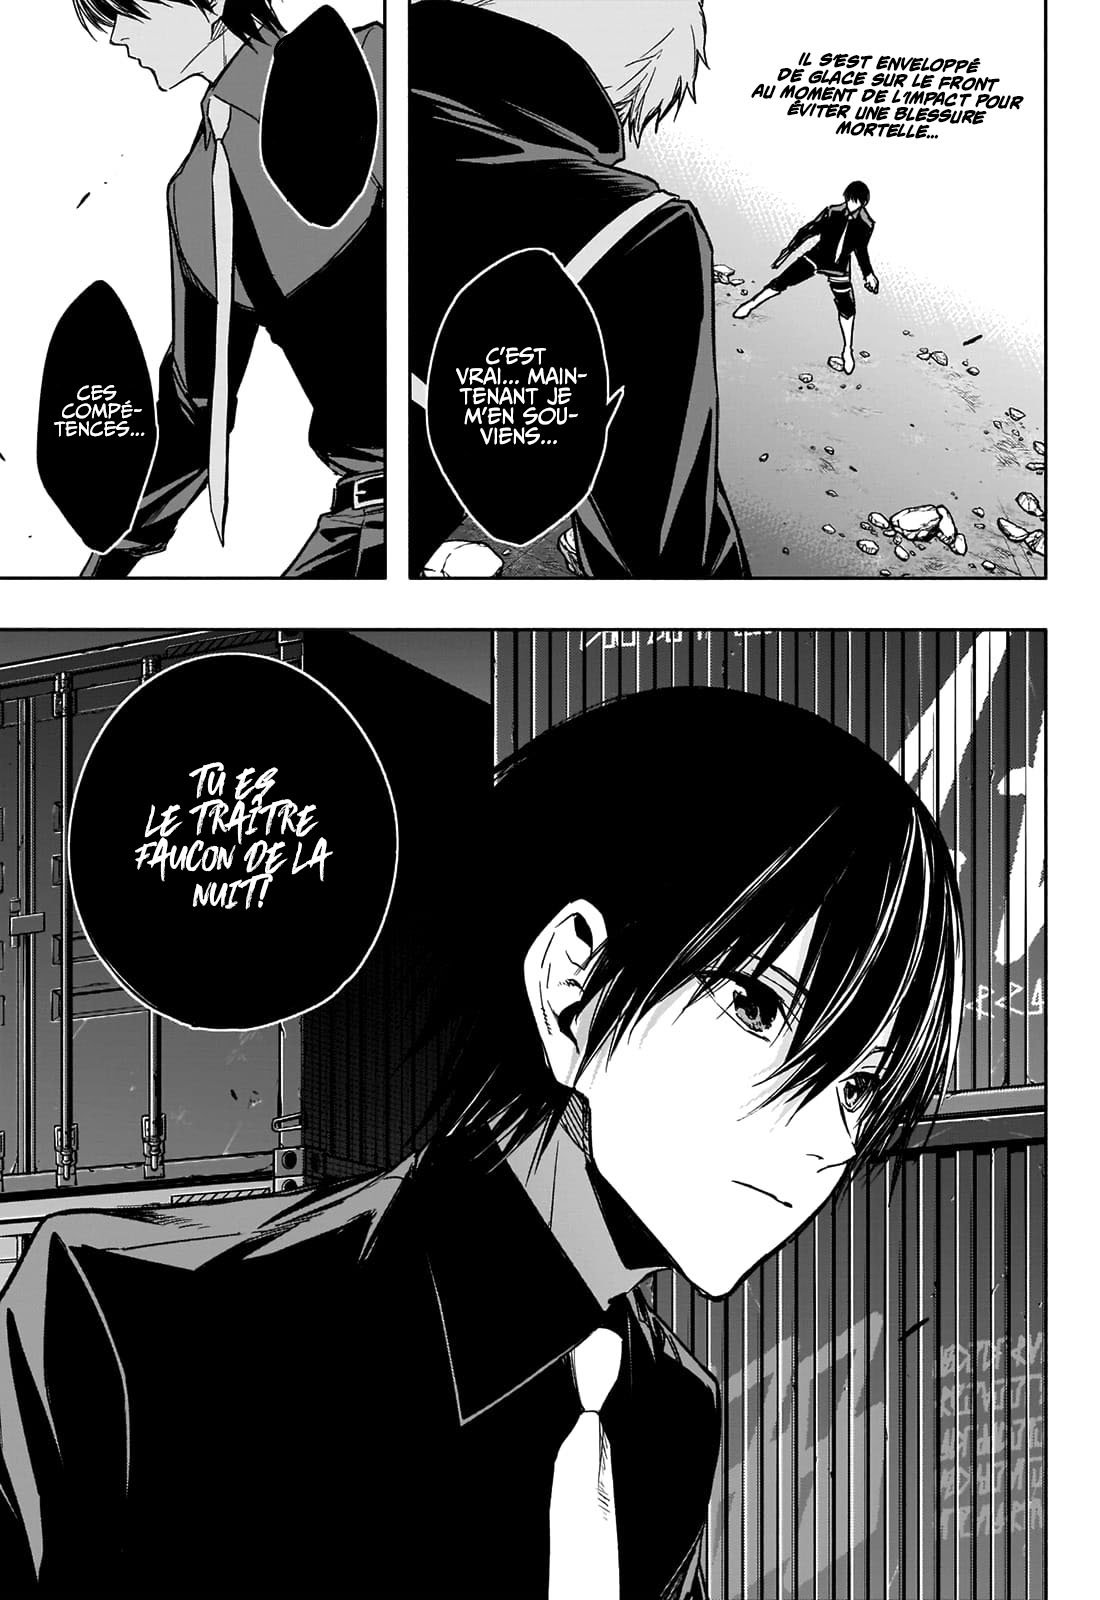 IL S'EST ENVELOPPÉ
DE GLACE SUR LE FRONT
AU MOMENT DE L'IMPACT POUR
ÉVITER UNE BLESSURE
MORTELLE...
C'EST
VRAI... MAIN-
TENANT JE
M'EN SOU-
VIENS...
CES
COMPÉ-
TENCES...
TU ES
LE TRAÎTRE
FAUCON DE LA
NUIT!